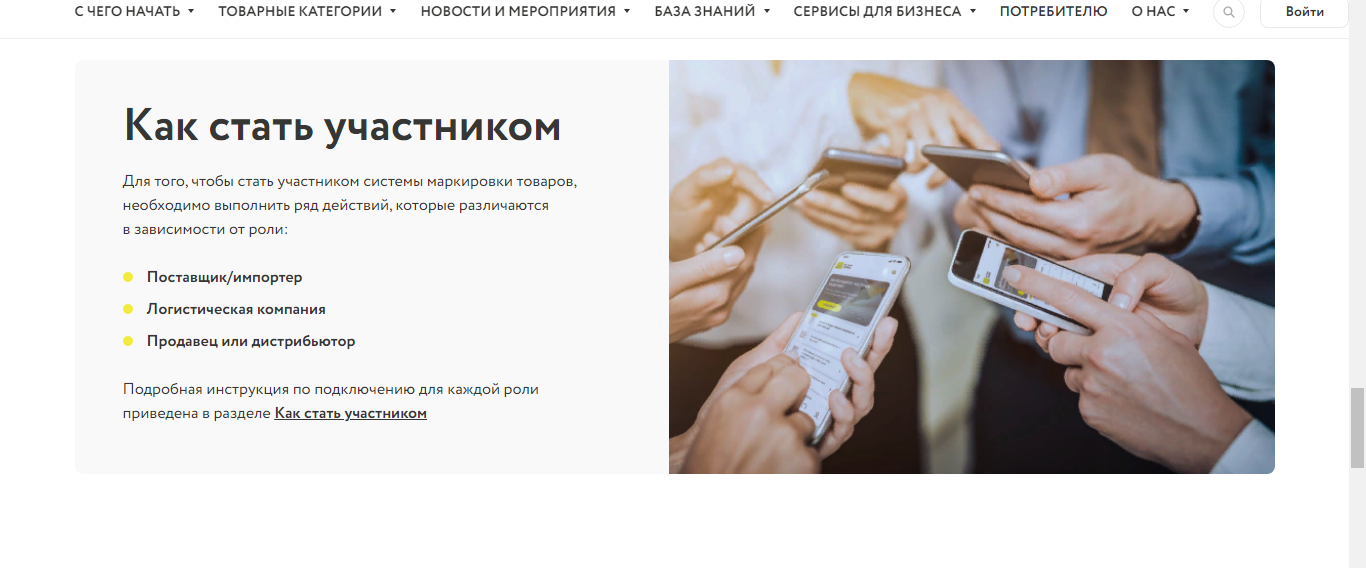 С ЧЕГО НАЧАТЬ ТОВАРНЫЕ КАТЕГОРИИ НОВОСТИ И МЕРОПРИЯТИЯ БАЗА ЗНАНИЙ СЕРВИСЫ ДЛЯ БИЗНЕСА ПОТРЕБИТЕЛЮ О НАС Войти
Как стать участником
Для того, чтобы стать участником системы маркировки товаров,
необходимо выполнить ряд действий, которые различаются
в зависимости от роли:
Поставщик/импортер
Логистическая компания
Продавец или дистрибьютор
Подробная инструкция по подключению для каждой роли
приведена в разделе Как стать участником